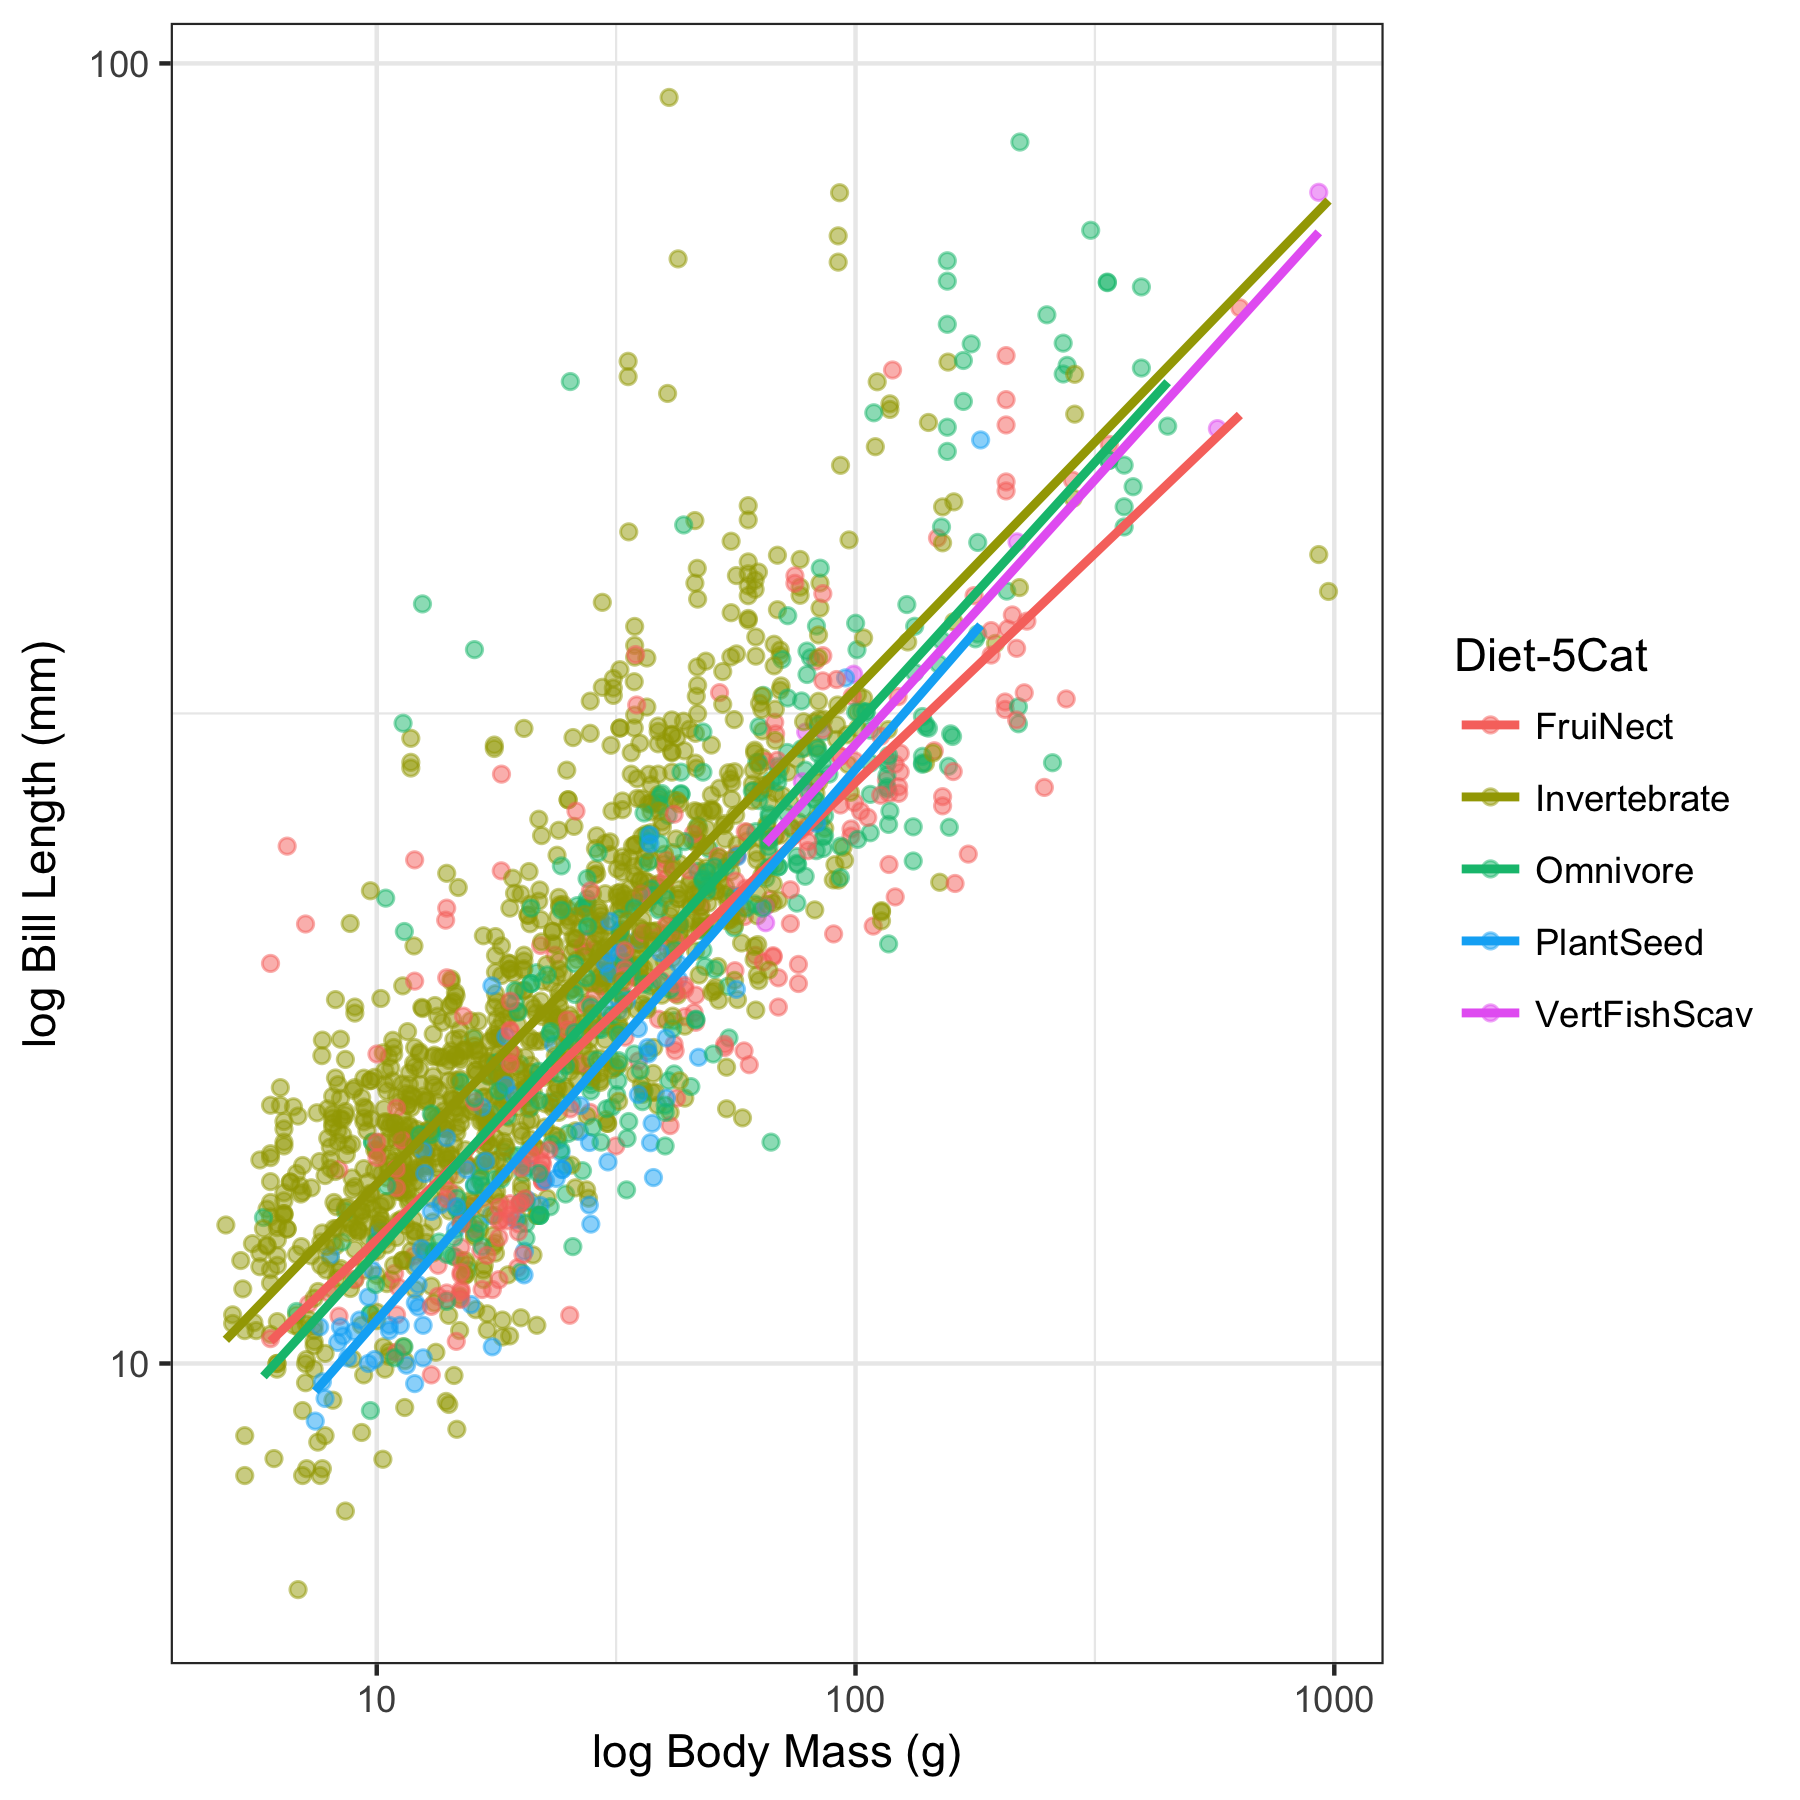 100
10
log Bill Length (mm)
10
100
1000
log Body Mass (g)
Diet-5Cat
FruiNect
Invertebrate
Omnivore
PlantSeed
VertFishScav